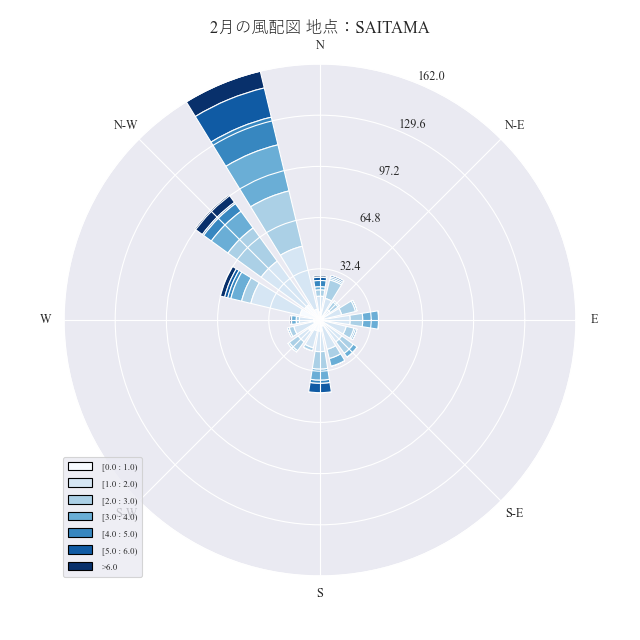 2月の風配図 地点：SAITAMA
N
162.0
N-W
129.6
N-E
97.2
64.8
32.4
W
E
[0.0 : 1.0)
[1.0 : 2.0)
[2.0 : 3.0)
S-W
S-E
[3.0 : 4.0)
[4.0 : 5.0)
[5.0 : 6.0)
>6.0
S